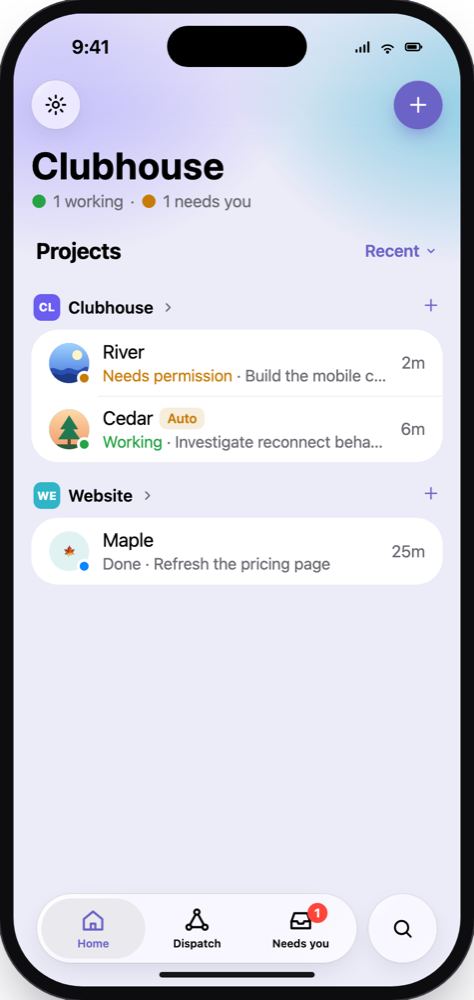 9:41
Clubhouse
1 working · 1 needs you
Projects
Recent
CL Clubhouse
River
Needs permission · Build the mobile c...
2m
Cedar Auto
Working · Investigate reconnect beha...
6m
WE Website
Maple
Done · Refresh the pricing page
25m
1
Home
Dispatch
Needs you